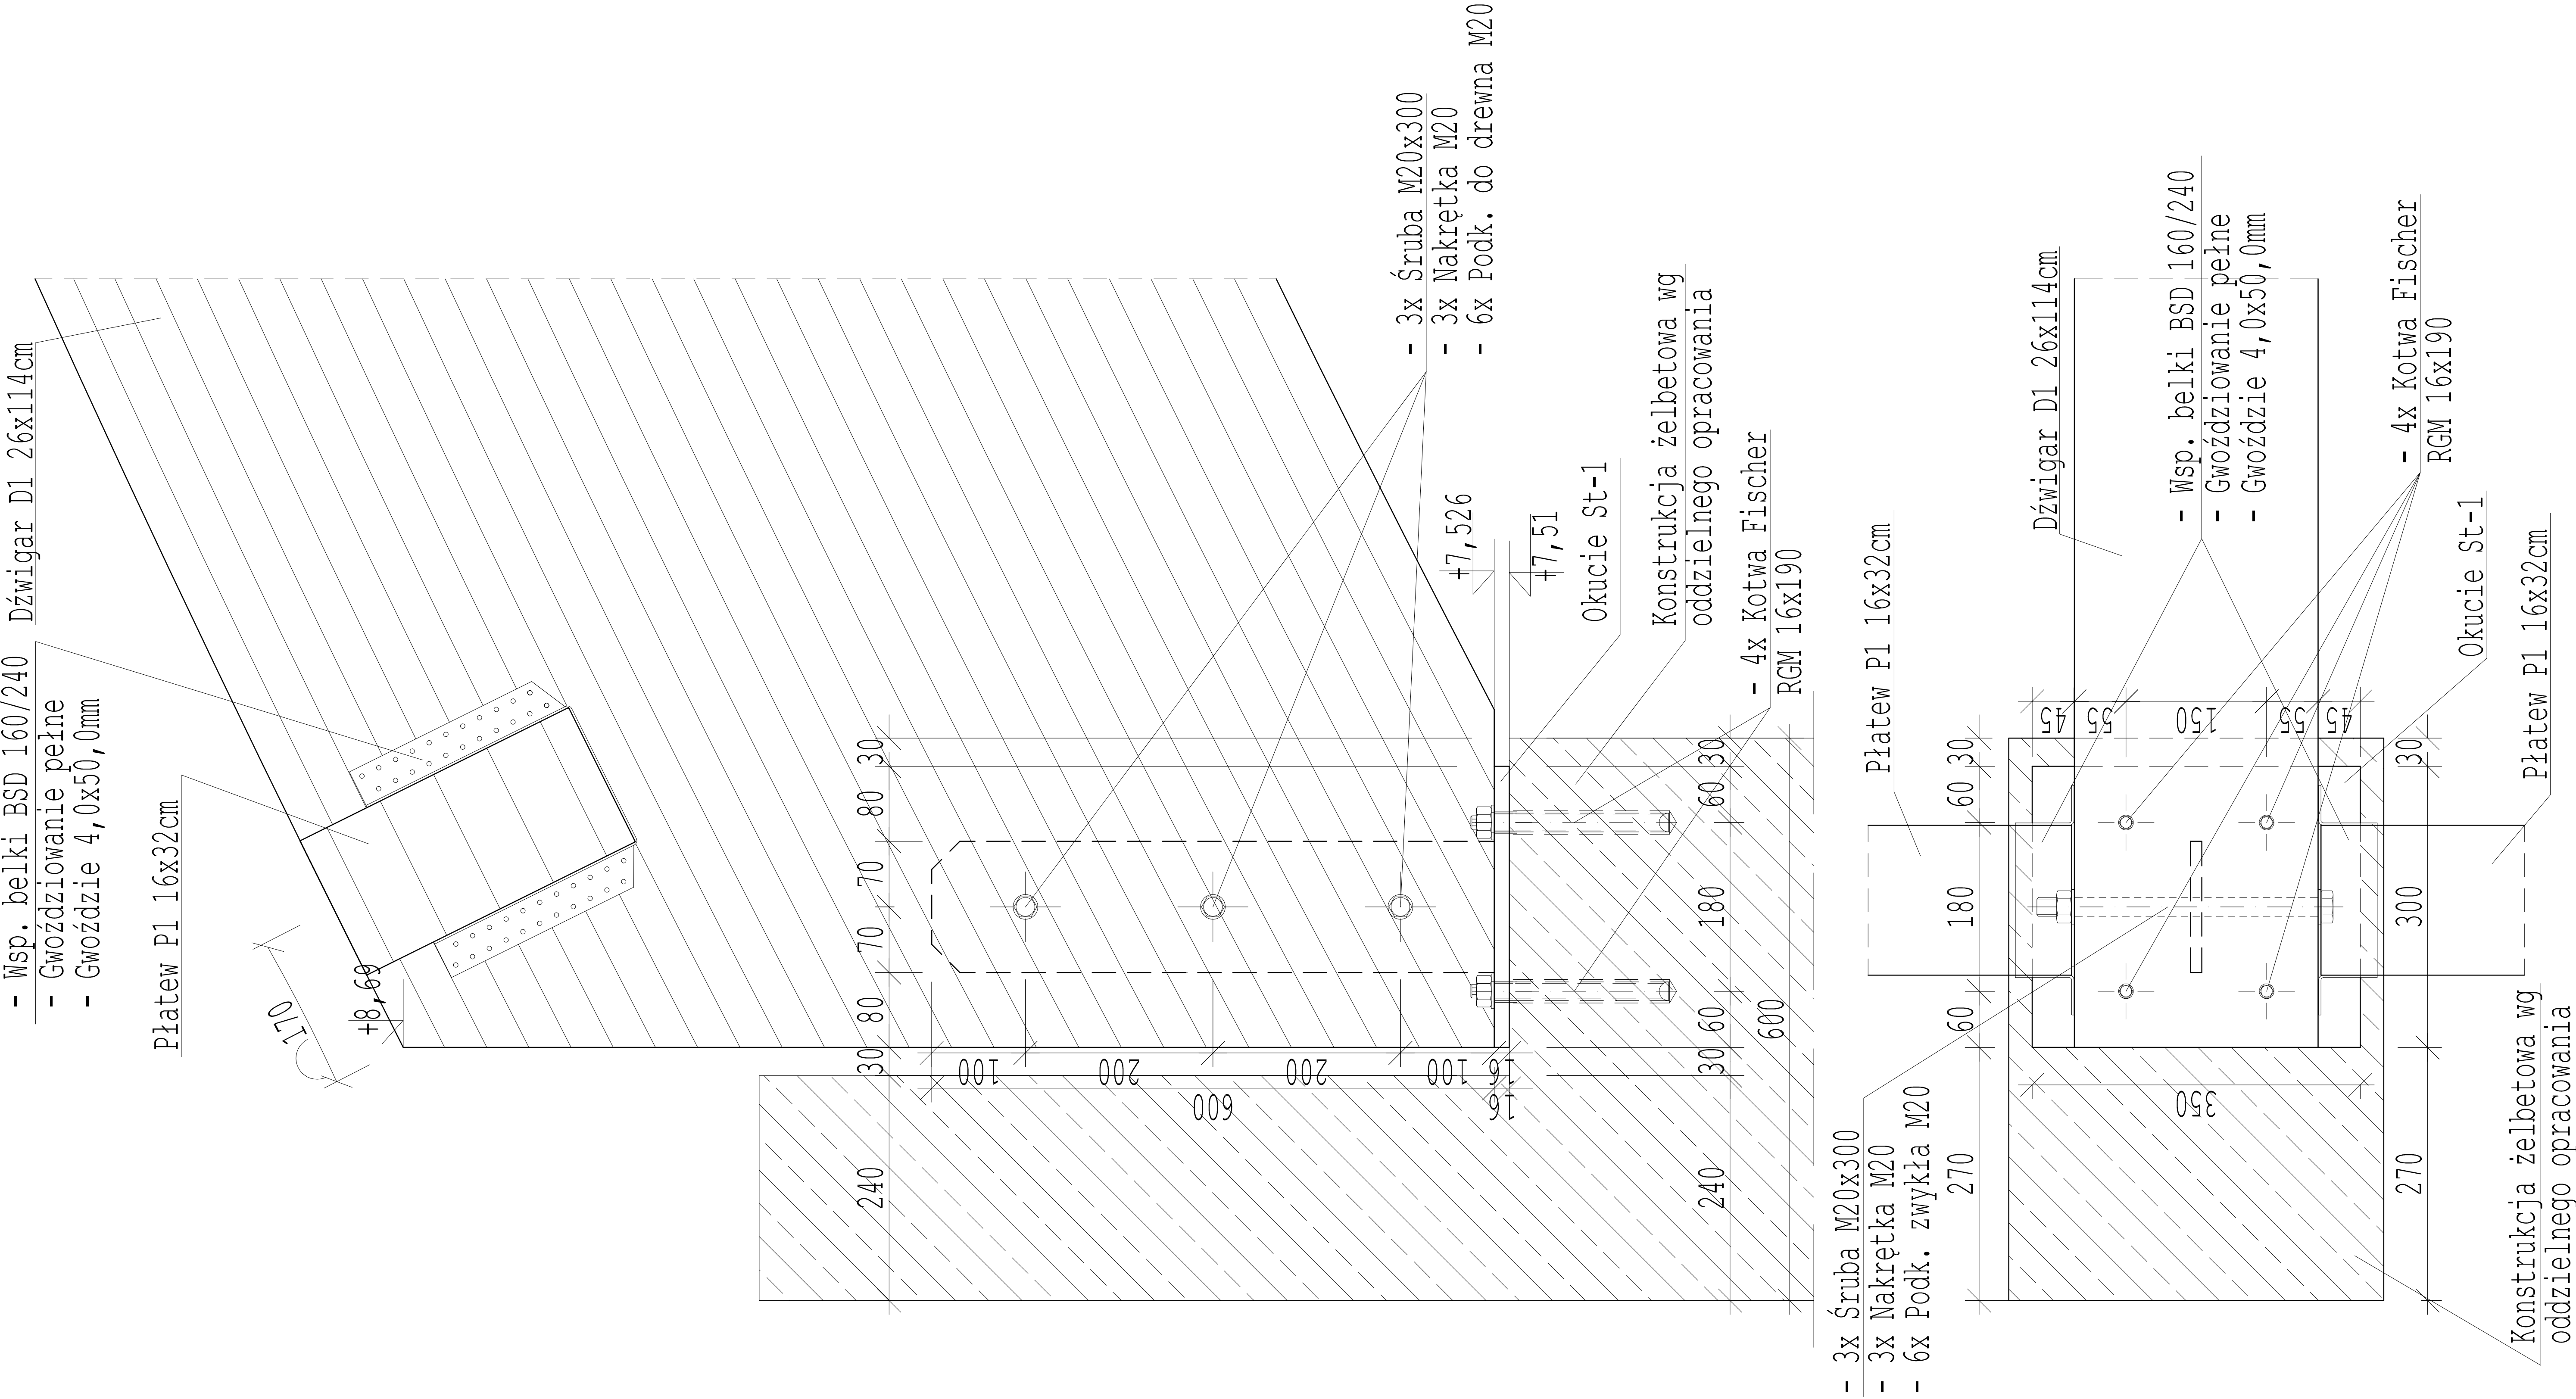 - Wsp. belki BSD 160/240
- Gwoździowanie pełne
- Gwoździe 4,0x50,0mm
Dźwigar D1 26x114cm
Płatew P1 16x32cm
170
+8,69
- 3x Śruba M20x300
- 3x Nakrętka M20
- 6x Podk. do drewna M20
Konstrukcja żelbetowa wg
oddzielnego opracowania
Okucie St-1
+7,526
+7,51
- 4x Kotwa Fischer
RGM 16x190
240
30
80
70
70
80
30
100
200
200
100
16
600
16
240
30
60
180
60
30
600
- 3x Śruba M20x300
- 3x Nakrętka M20
- 6x Podk. zwykła M20
Płatew P1 16x32cm
Dźwigar D1 26x114cm
- Wsp. belki BSD 160/240
- Gwoździowanie pełne
- Gwoździe 4,0x50,0mm
- 4x Kotwa Fischer
RGM 16x190
Okucie St-1
Płatew P1 16x32cm
270
60
180
60
30
45
55
150
55
45
350
270
300
30
Konstrukcja żelbetowa wg
oddzielnego opracowania